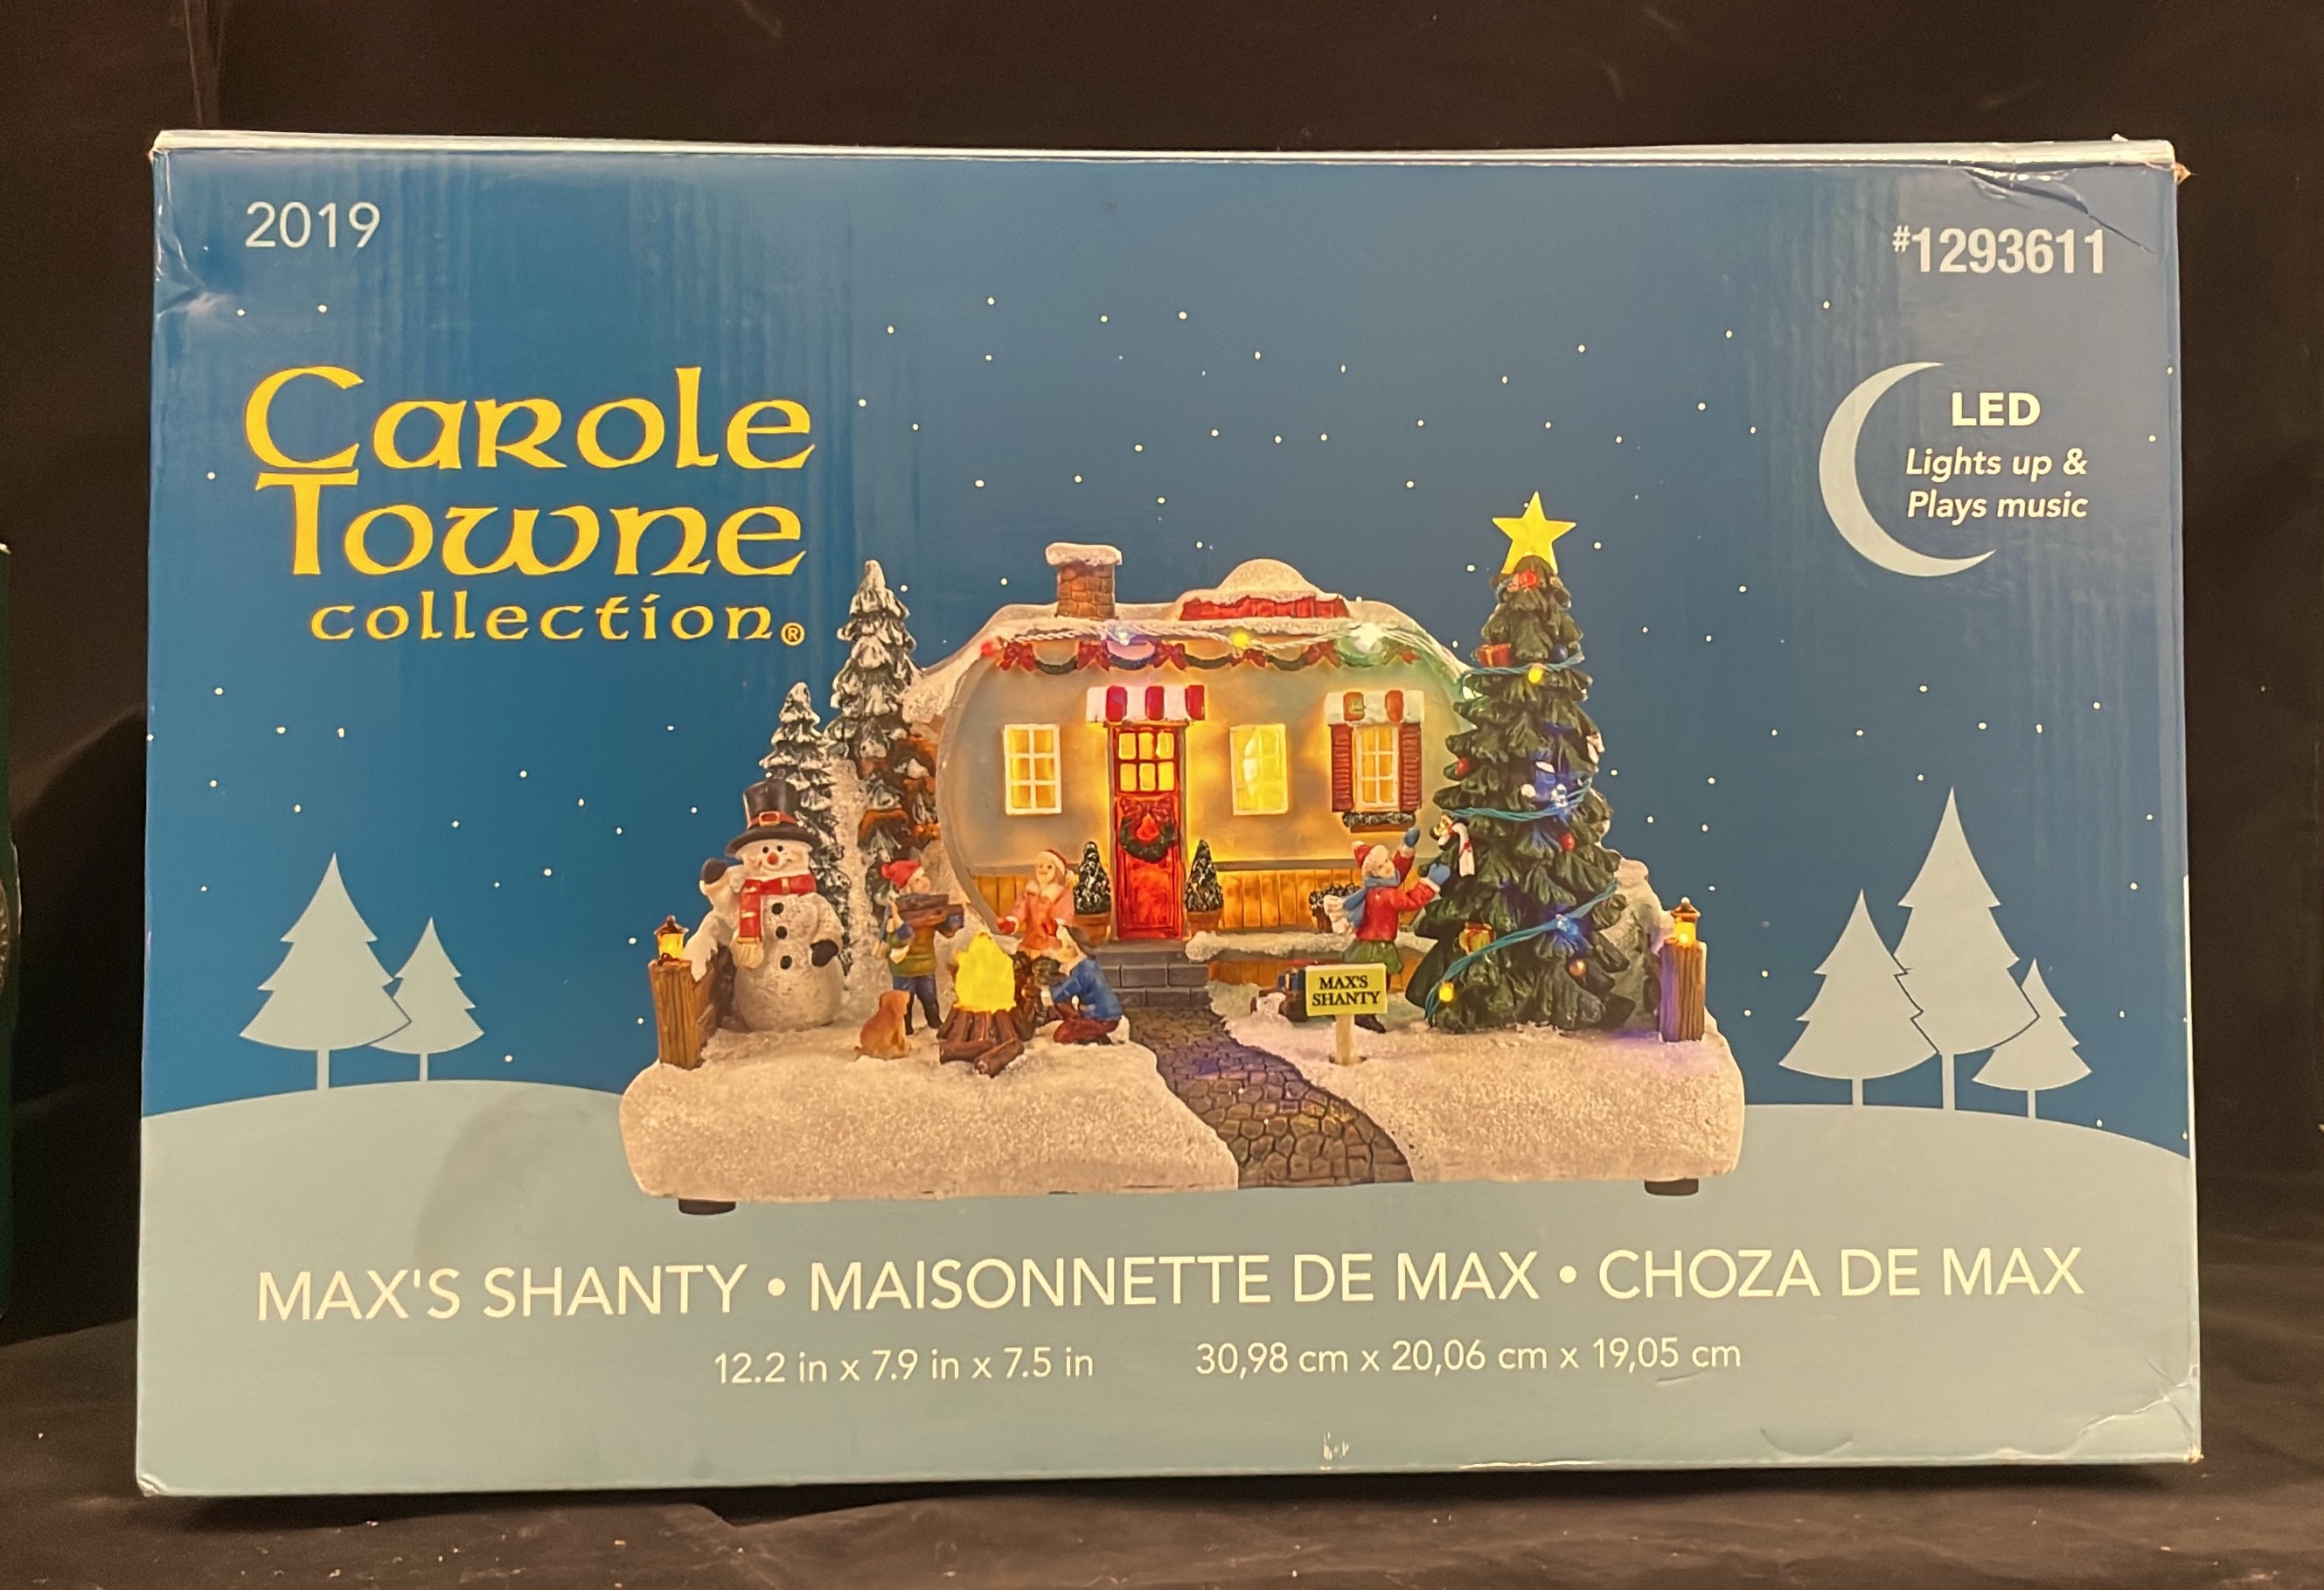 2019
#1293611
Carole
Towne
collection®
LED
Lights up &
Plays music
MAX'S
SHANTY
MAX'S SHANTY • MAISONNETTE DE MAX • CHOZA DE MAX
12.2 in x 7.9 in x 7.5 in 30,98 cm x 20,06 cm x 19,05 cm